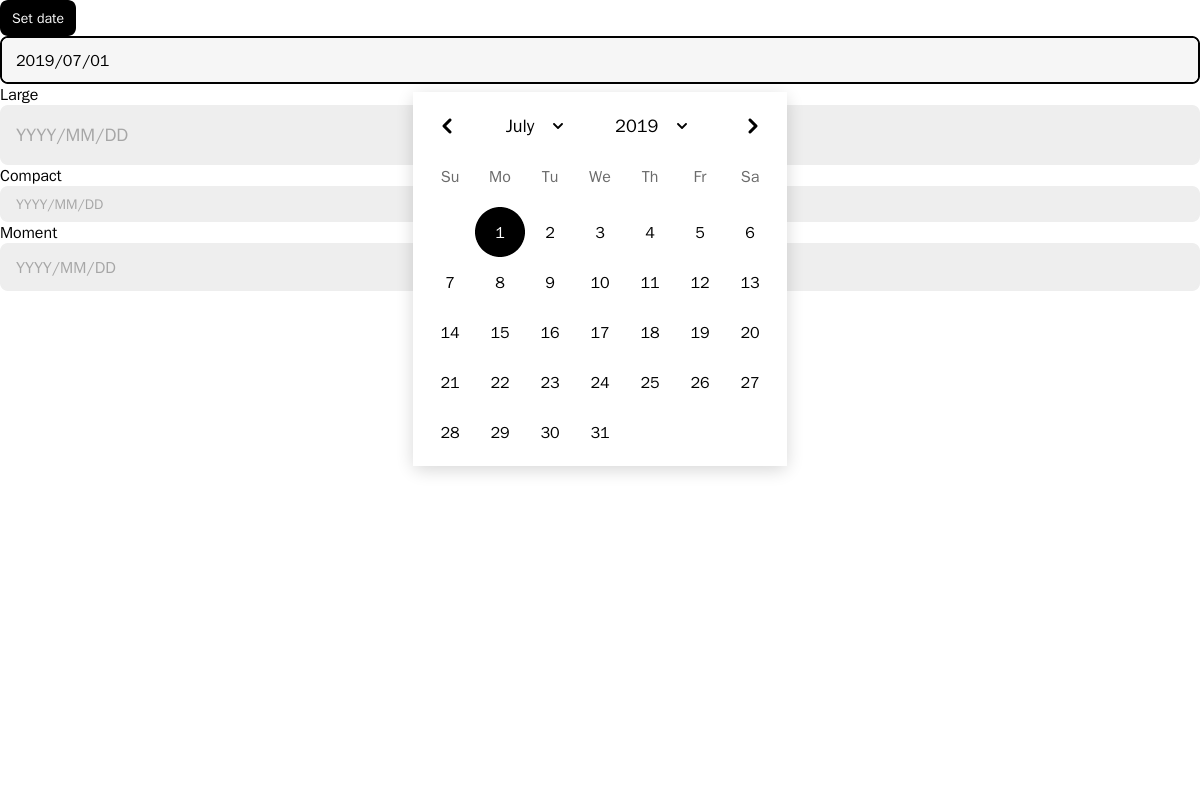 Set date
2019/07/01
Large
YYYY/MM/DD
Compact
YYYY/MM/DD
Moment
YYYY/MM/DD
July 2019
Su Mo Tu We Th Fr Sa
1 2 3 4 5 6
7 8 9 10 11 12 13
14 15 16 17 18 19 20
21 22 23 24 25 26 27
28 29 30 31